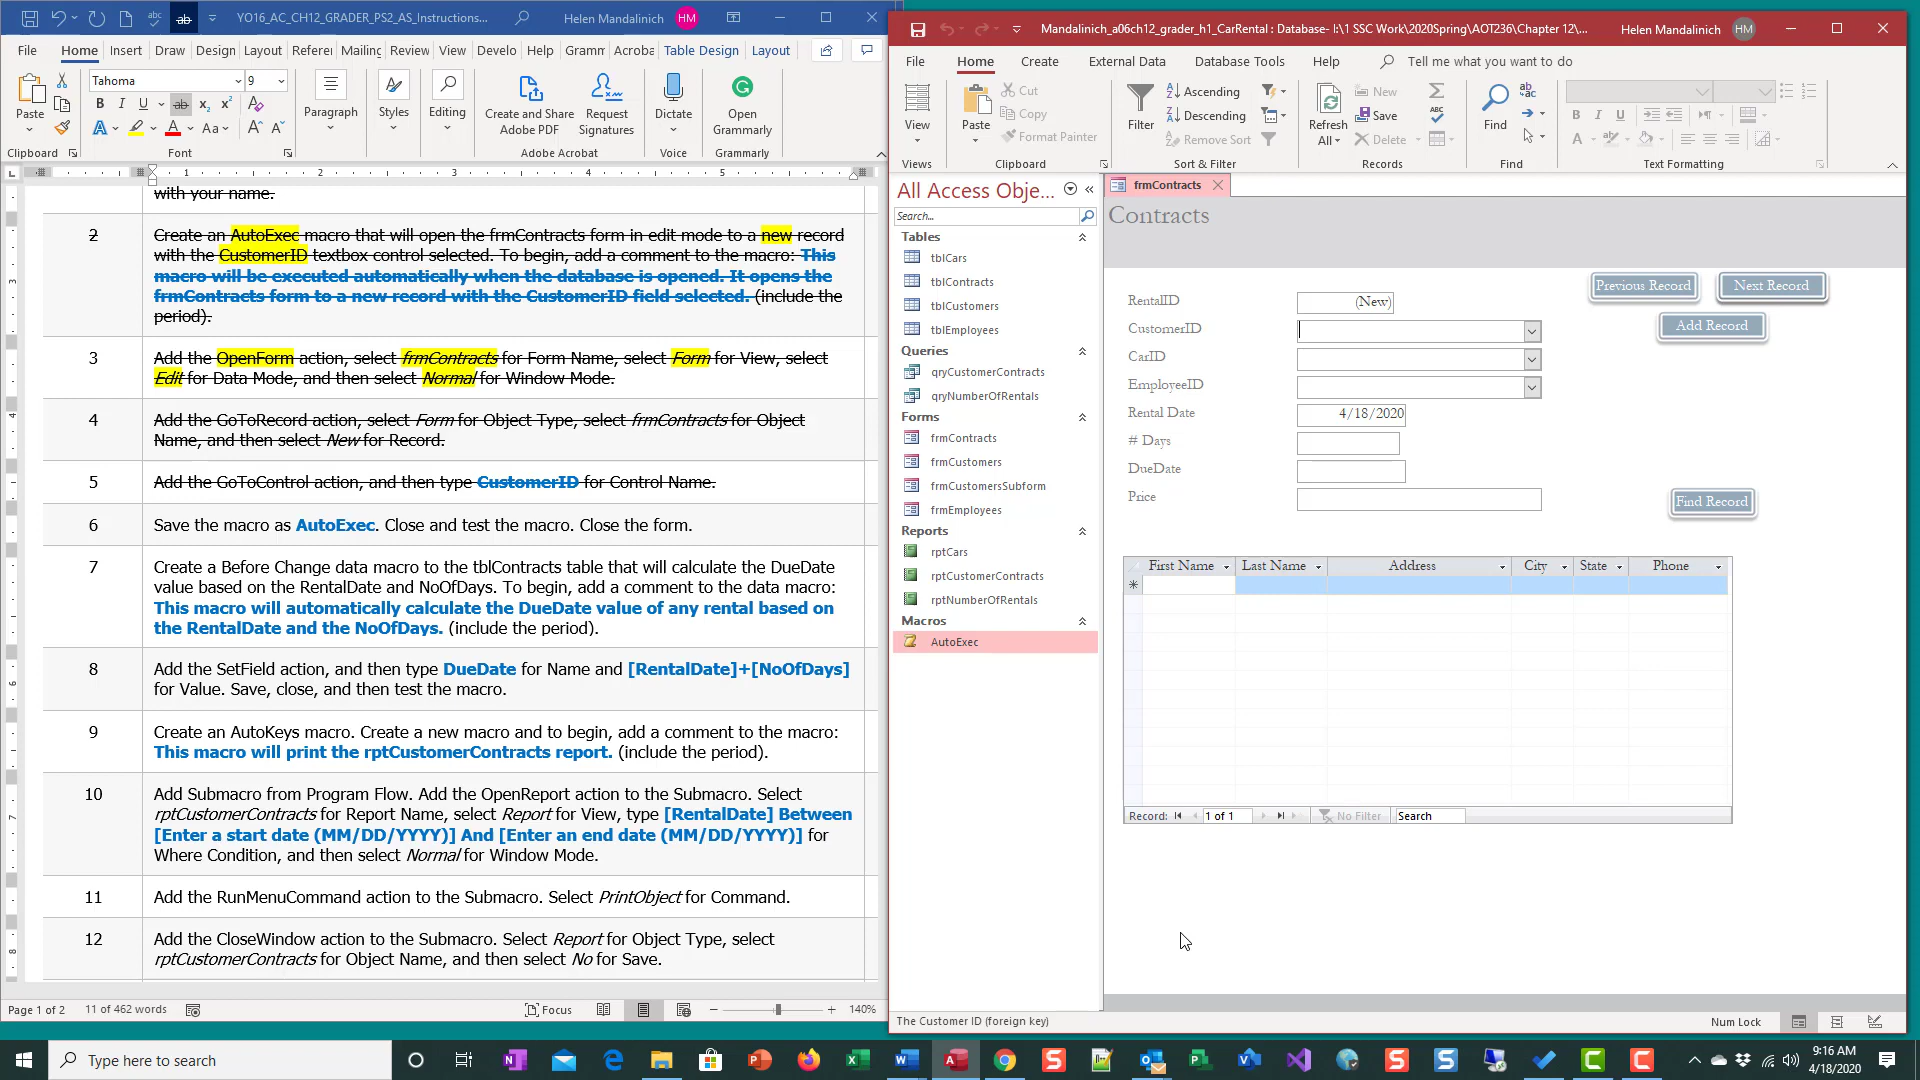 YO16_AC_CH12_GRADER_PS2_AS_Instructions...
Helen Mandalinich
HM
File Home Insert Draw Design Layout Referer Mailing Review View Develo Help Gramm Acroba Table Design Layout
Tahoma
9
Paste
Paragraph
Styles
Editing
Create and Share
Adobe PDF
Request
Signatures
Dictate
Open
Grammarly
Clipboard
Font
Adobe Acrobat
Voice
Grammarly
1 2 3 4 5
with your name.
2
Create an AutoExec macro that will open the frmContracts form in edit mode to a new record
with the CustomerID textbox control selected. To begin, add a comment to the macro: This
macro will be executed automatically when the database is opened. It opens the
frmContracts form to a new record with the CustomerID field selected. (include the
period).
3
Add the OpenForm action, select frmContracts for Form Name, select Form for View, select
Edit for Data Mode, and then select Normal for Window Mode.
4
Add the GoToRecord action, select Form for Object Type, select frmContracts for Object
Name, and then select New for Record.
5
Add the GoToControl action, and then type CustomerID for Control Name.
6
Save the macro as AutoExec. Close and test the macro. Close the form.
7
Create a Before Change data macro to the tblContracts table that will calculate the DueDate
value based on the RentalDate and NoOfDays. To begin, add a comment to the data macro:
This macro will automatically calculate the DueDate value of any rental based on
the RentalDate and the NoOfDays. (include the period).
8
Add the SetField action, and then type DueDate for Name and [RentalDate]+[NoOfDays]
for Value. Save, close, and then test the macro.
9
Create an AutoKeys macro. Create a new macro and to begin, add a comment to the macro:
This macro will print the rptCustomerContracts report. (include the period).
10
Add Submacro from Program Flow. Add the OpenReport action to the Submacro. Select
rptCustomerContracts for Report Name, select Report for View, type [RentalDate] Between
[Enter a start date (MM/DD/YYYY)] And [Enter an end date (MM/DD/YYYY)] for
Where Condition, and then select Normal for Window Mode.
11
Add the RunMenuCommand action to the Submacro. Select PrintObject for Command.
12
Add the CloseWindow action to the Submacro. Select Report for Object Type, select
rptCustomerContracts for Object Name, and then select No for Save.
Page 1 of 2
11 of 462 words
Focus
140%
Mandalinich_a06ch12_grader_h1_CarRental : Database- I:\1 SSC Work\2020Spring\AOT236\Chapter 12\...
Helen Mandalinich
HM
File Home Create External Data Database Tools Help Tell me what you want to do
View
Paste
Cut
Copy
Format Painter
Filter
Ascending
Descending
Remove Sort
Refresh
All
New
Save
Delete
Find
Views
Clipboard
Sort & Filter
Records
Find
Text Formatting
All Access Obje...
Search...
Tables
tblCars
tblContracts
tblCustomers
tblEmployees
Queries
qryCustomerContracts
qryNumberOfRentals
Forms
frmContracts
frmCustomers
frmCustomersSubform
frmEmployees
Reports
rptCars
rptCustomerContracts
rptNumberOfRentals
Macros
AutoExec
frmContracts
Contracts
RentalID
(New)
CustomerID
CarID
EmployeeID
Rental Date
4/18/2020
# Days
DueDate
Price
Previous Record
Next Record
Add Record
Find Record
First Name Last Name Address City State Phone
Record: 1 of 1 No Filter Search
The Customer ID (foreign key)
Num Lock
Type here to search
9:16 AM
4/18/2020